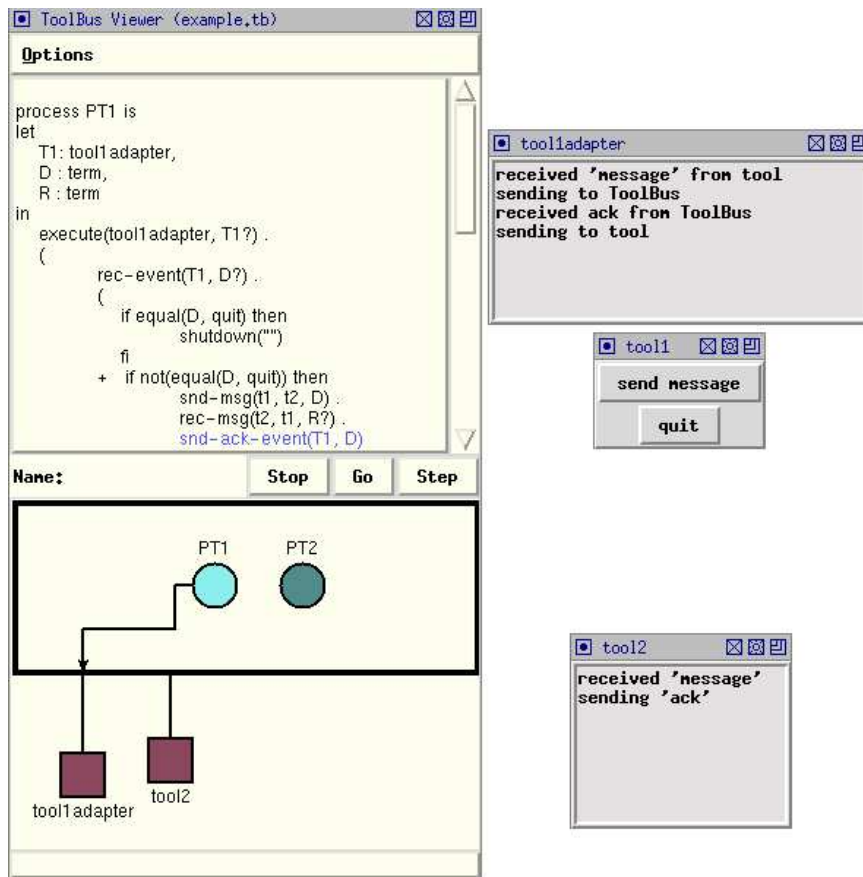 ToolBus Viewer (example.tb)
Options
process PT1 is
let
T1: tool1adapter,
D : term,
R : term
in
execute(tool1adapter, T1?) .
(
rec-event(T1, D?) .
(
if equal(D, quit) then
shutdown("")
fi
+ if not(equal(D, quit)) then
snd-msg(t1, t2, D) .
rec-msg(t2, t1, R?) .
snd-ack-event(T1, D)
Name: Stop Go Step
PT1 PT2
tool1adapter
tool2
tool1adapter
received 'message' from tool
sending to ToolBus
received ack from ToolBus
sending to tool
tool1
send message
quit
tool2
received 'message'
sending 'ack'